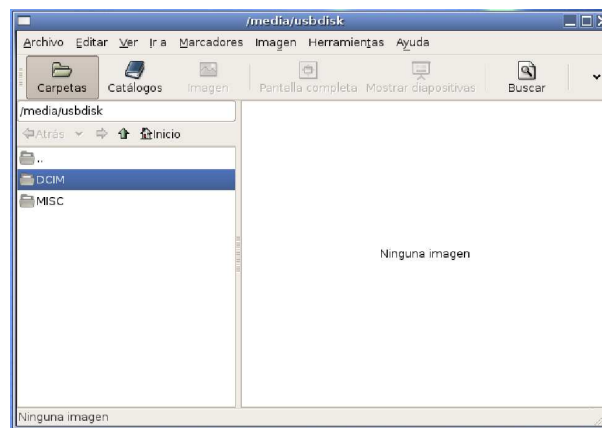 /media/usbdisk
Archivo Editar Ver Ir a Marcadores Imagen Herramientas Ayuda
Carpetas Catálogos Imagen Pantalla completa Mostrar diapositivas Buscar
/media/usbdisk
Atrás Inicio
..
DCIM
MISC
Ninguna imagen
Ninguna imagen